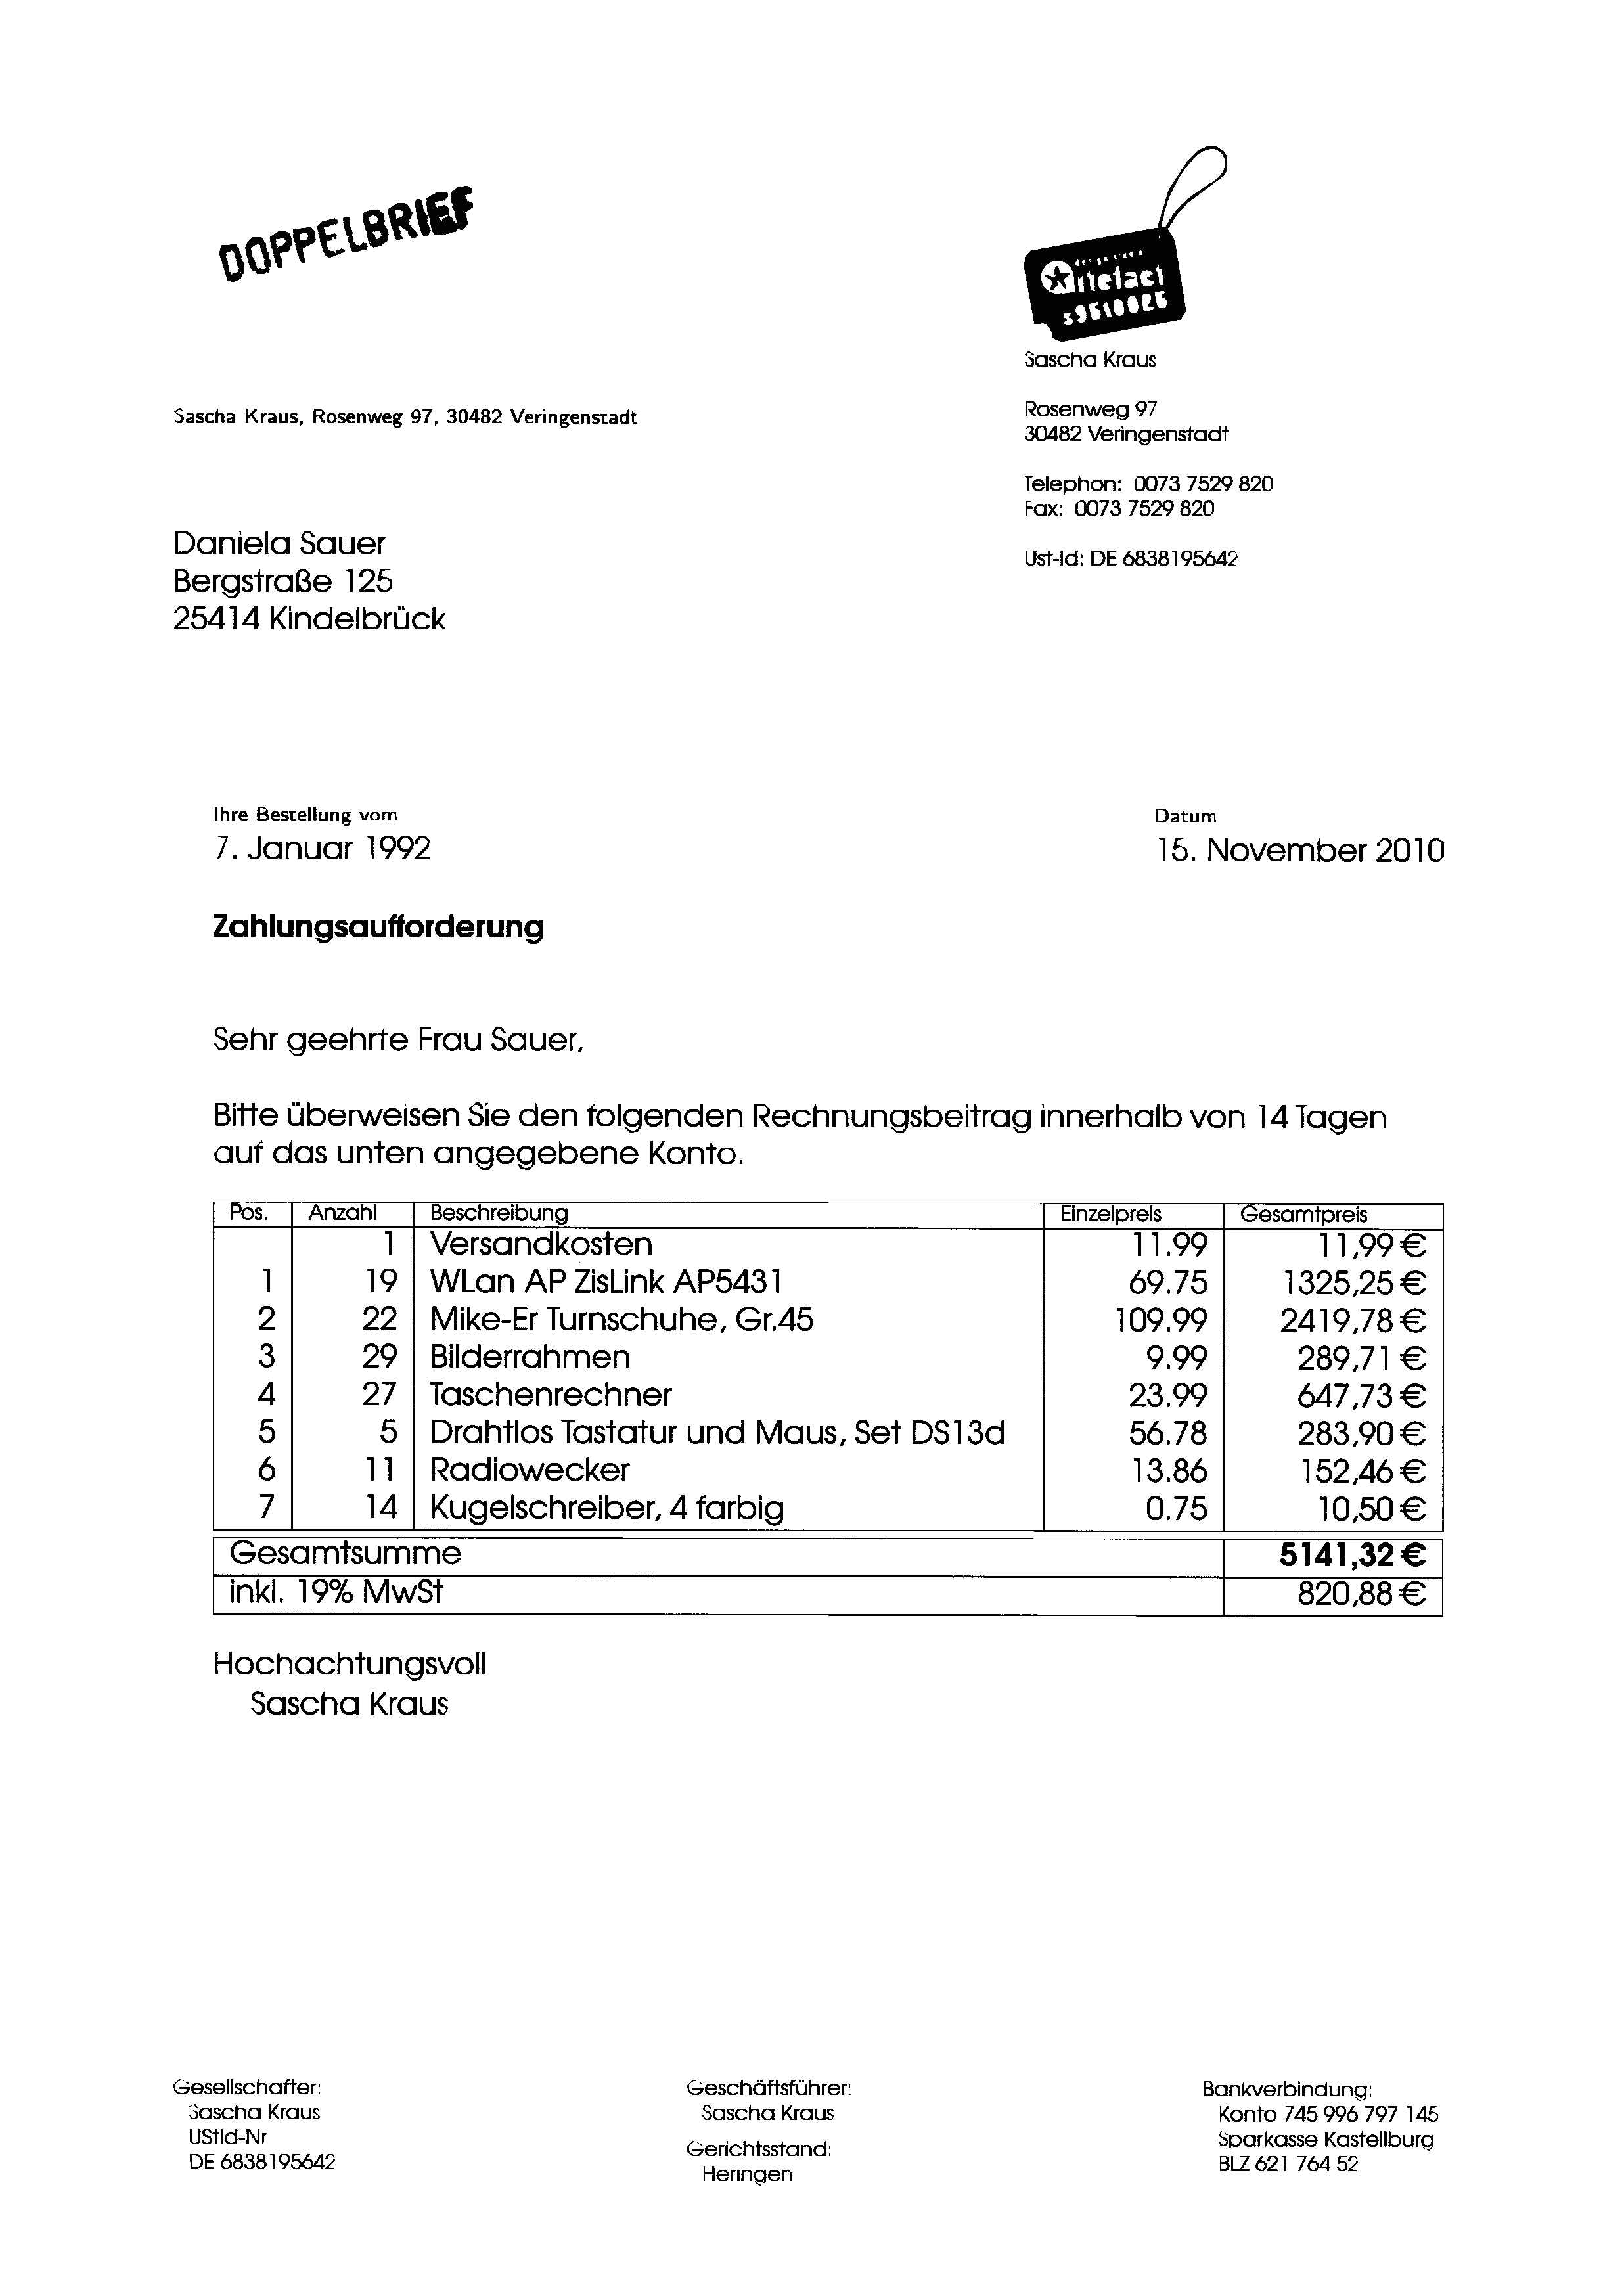 DOPPELBRIEF
Sascha Kraus
Sascha Kraus, Rosenweg 97, 30482 Veringenstadt
Rosenweg 97
30482 Veringenstadt
Telephon: 0073 7529 820
Fax: 0073 7529 820
Ust-Id: DE 6838195642
Daniela Sauer
Bergstraße 125
25414 Kindelbrück
Ihre Bestellung vom Datum
7. Januar 1992 15. November 2010
Zahlungsaufforderung
Sehr geehrte Frau Sauer,
Bitte überweisen Sie den folgenden Rechnungsbeitrag innerhalb von 14 Tagen
auf das unten angegebene Konto.
Pos. Anzahl Beschreibung Einzelpreis Gesamtpreis
1 Versandkosten 11.99 11,99 €
1 19 WLan AP ZisLink AP5431 69.75 1325,25 €
2 22 Mike-Er Turnschuhe, Gr.45 109.99 2419,78 €
3 29 Bilderrahmen 9.99 289,71 €
4 27 Taschenrechner 23.99 647,73 €
5 5 Drahtlos Tastatur und Maus, Set DS13d 56.78 283,90 €
6 11 Radiowecker 13.86 152,46 €
7 14 Kugelschreiber, 4 farbig 0.75 10,50 €
Gesamtsumme 5141,32 €
inkl. 19% MwSt 820,88 €
Hochachtungsvoll
Sascha Kraus
Gesellschafter:
Sascha Kraus
UStId-Nr
DE 6838195642
Geschäftsführer:
Sascha Kraus
Gerichtsstand:
Heringen
Bankverbindung:
Konto 745 996 797 145
Sparkasse Kastellburg
BLZ 621 764 52